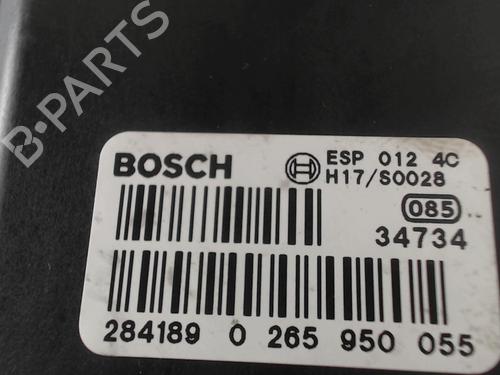 B-PARTS
BOSCH
ESP 012 4C
H17/S0028
085
34734
284189 0 265 950 055